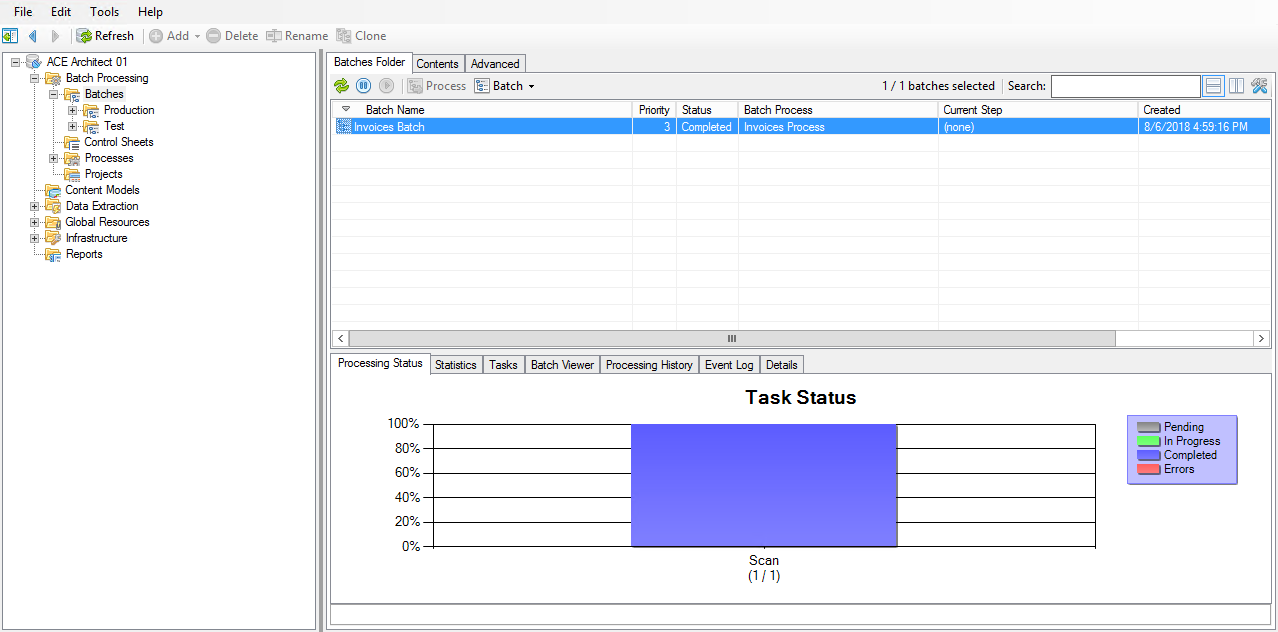 File Edit Tools Help
Refresh Add Delete Rename Clone
ACE Architect 01
Batch Processing
Batches
Production
Test
Control Sheets
Processes
Projects
Content Models
Data Extraction
Global Resources
Infrastructure
Reports
Batches Folder Contents Advanced
Process Batch 1 / 1 batches selected Search:
Batch Name Priority Status Batch Process Current Step Created
Invoices Batch 3 Completed Invoices Process (none) 8/6/2018 4:59:16 PM
Processing Status Statistics Tasks Batch Viewer Processing History Event Log Details
Task Status
100%
80%
60%
40%
20%
0%
Scan
(1 / 1)
Pending
In Progress
Completed
Errors